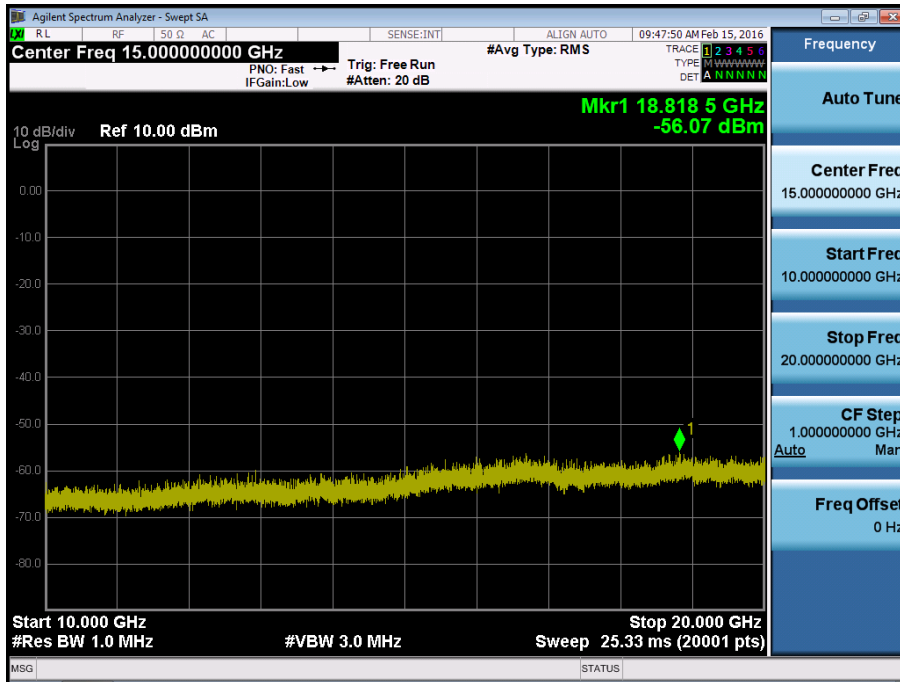 Agilent Spectrum Analyzer - Swept SA
LXI RL RF 50 Ω AC SENSE:INT ALIGN AUTO 09:47:50 AM Feb 15, 2016
Center Freq 15.000000000 GHz
PNO: Fast
IFGain:Low
Trig: Free Run
#Atten: 20 dB
#Avg Type: RMS
TRACE 1 2 3 4 5 6
TYPE M WWWWW
DET A N N N N N
Mkr1 18.818 5 GHz
-56.07 dBm
10 dB/div Ref 10.00 dBm
Log
0.00
-10.0
-20.0
-30.0
-40.0
-50.0
-60.0
-70.0
-80.0
1
Start 10.000 GHz Stop 20.000 GHz
#Res BW 1.0 MHz #VBW 3.0 MHz Sweep 25.33 ms (20001 pts)
MSG STATUS
Frequency
Auto Tune
Center Freq
15.000000000 GHz
Start Freq
10.000000000 GHz
Stop Freq
20.000000000 GHz
CF Step
1.000000000 GHz
Auto Man
Freq Offset
0 Hz